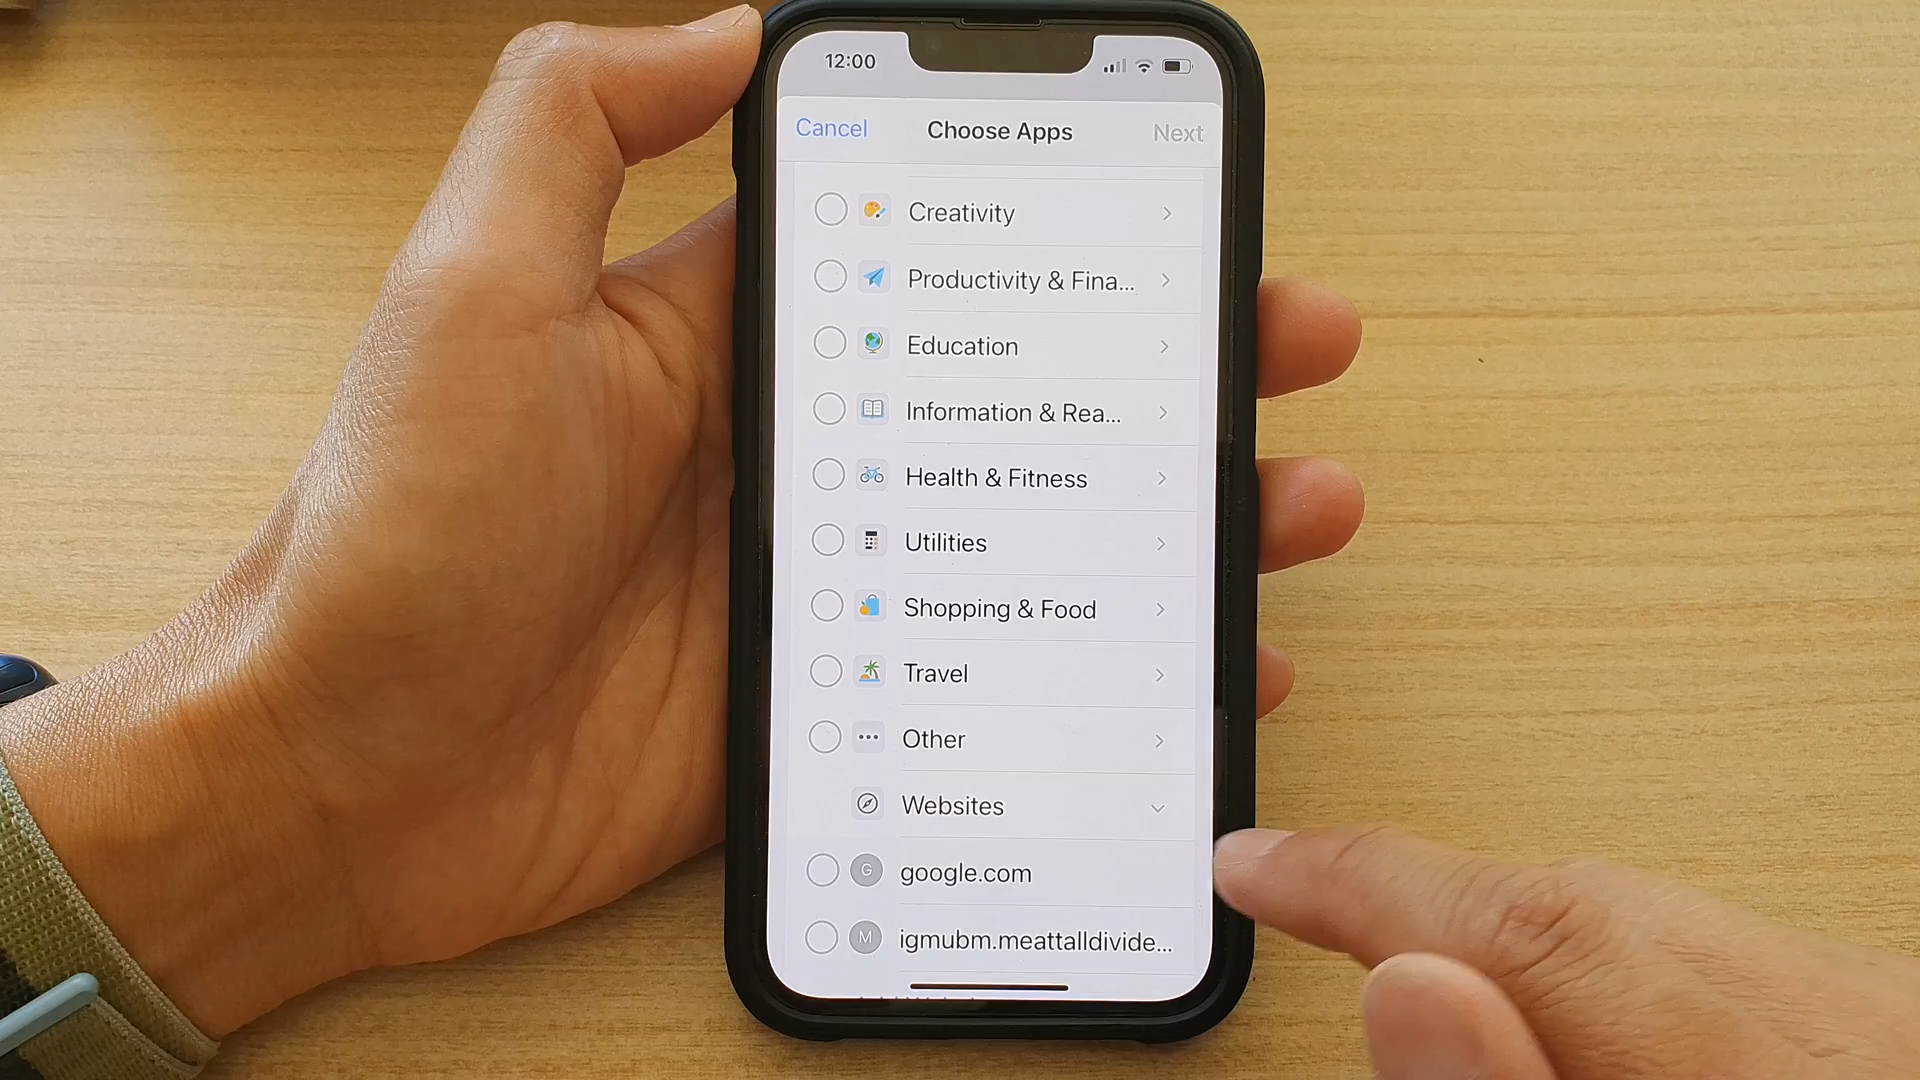 12:00
Cancel Choose Apps Next
Creativity
Productivity & Fina...
Education
Information & Rea...
Health & Fitness
Utilities
Shopping & Food
Travel
Other
Websites
G google.com
M igmubm.meattalldivide...